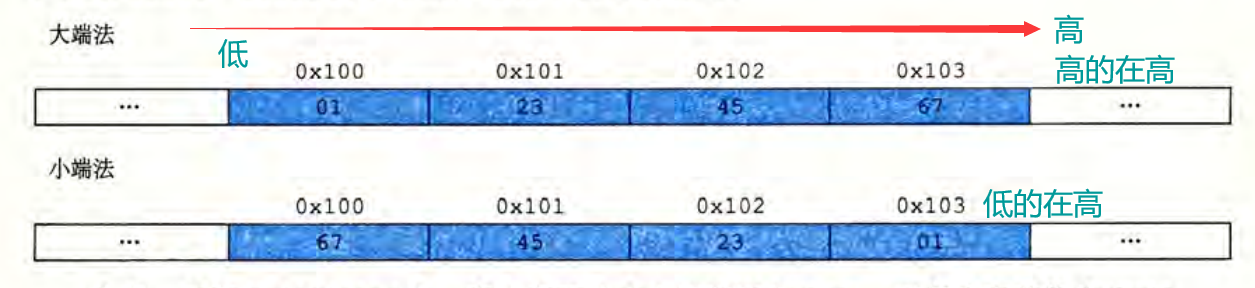 大端法
低
高
高的在高
0x100 0x101 0x102 0x103
... 01 23 45 67 ...
小端法
0x100 0x101 0x102 0x103 低的在高
... 67 45 23 01 ...